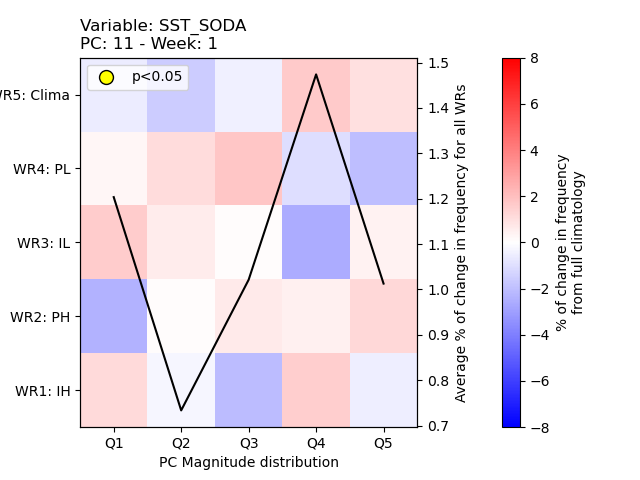 Variable: SST_SODA
PC: 11 - Week: 1
p<0.05
WR5: Clima
WR4: PL
WR3: IL
WR2: PH
WR1: IH
Q1 Q2 Q3 Q4 Q5
PC Magnitude distribution
1.5
1.4
1.3
1.2
1.1
1.0
0.9
0.8
0.7
Average % of change in frequency for all WRs
8
6
4
2
0
−2
−4
−6
−8
% of change in frequency
from full climatology